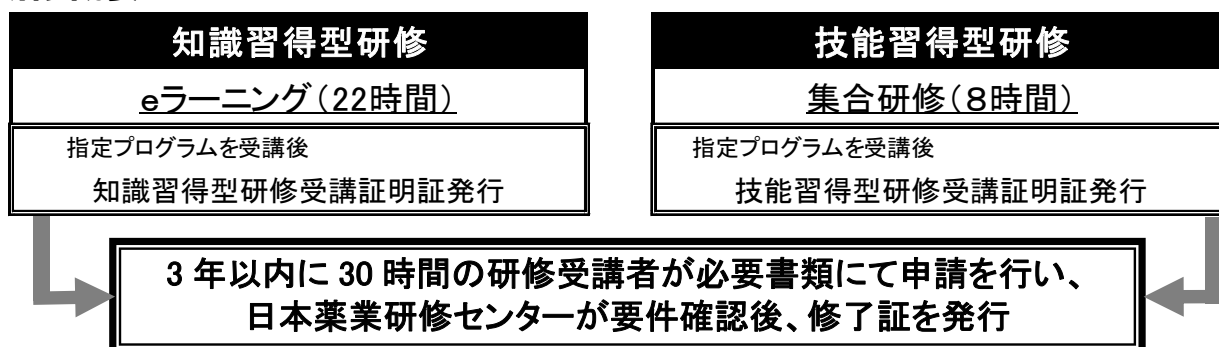 知識習得型研修
eラーニング（22時間）
指定プログラムを受講後
知識習得型研修受講証明証発行
技能習得型研修
集合研修（８時間）
指定プログラムを受講後
技能習得型研修受講証明証発行
3 年以内に 30 時間の研修受講者が必要書類にて申請を行い、
日本薬業研修センターが要件確認後、修了証を発行